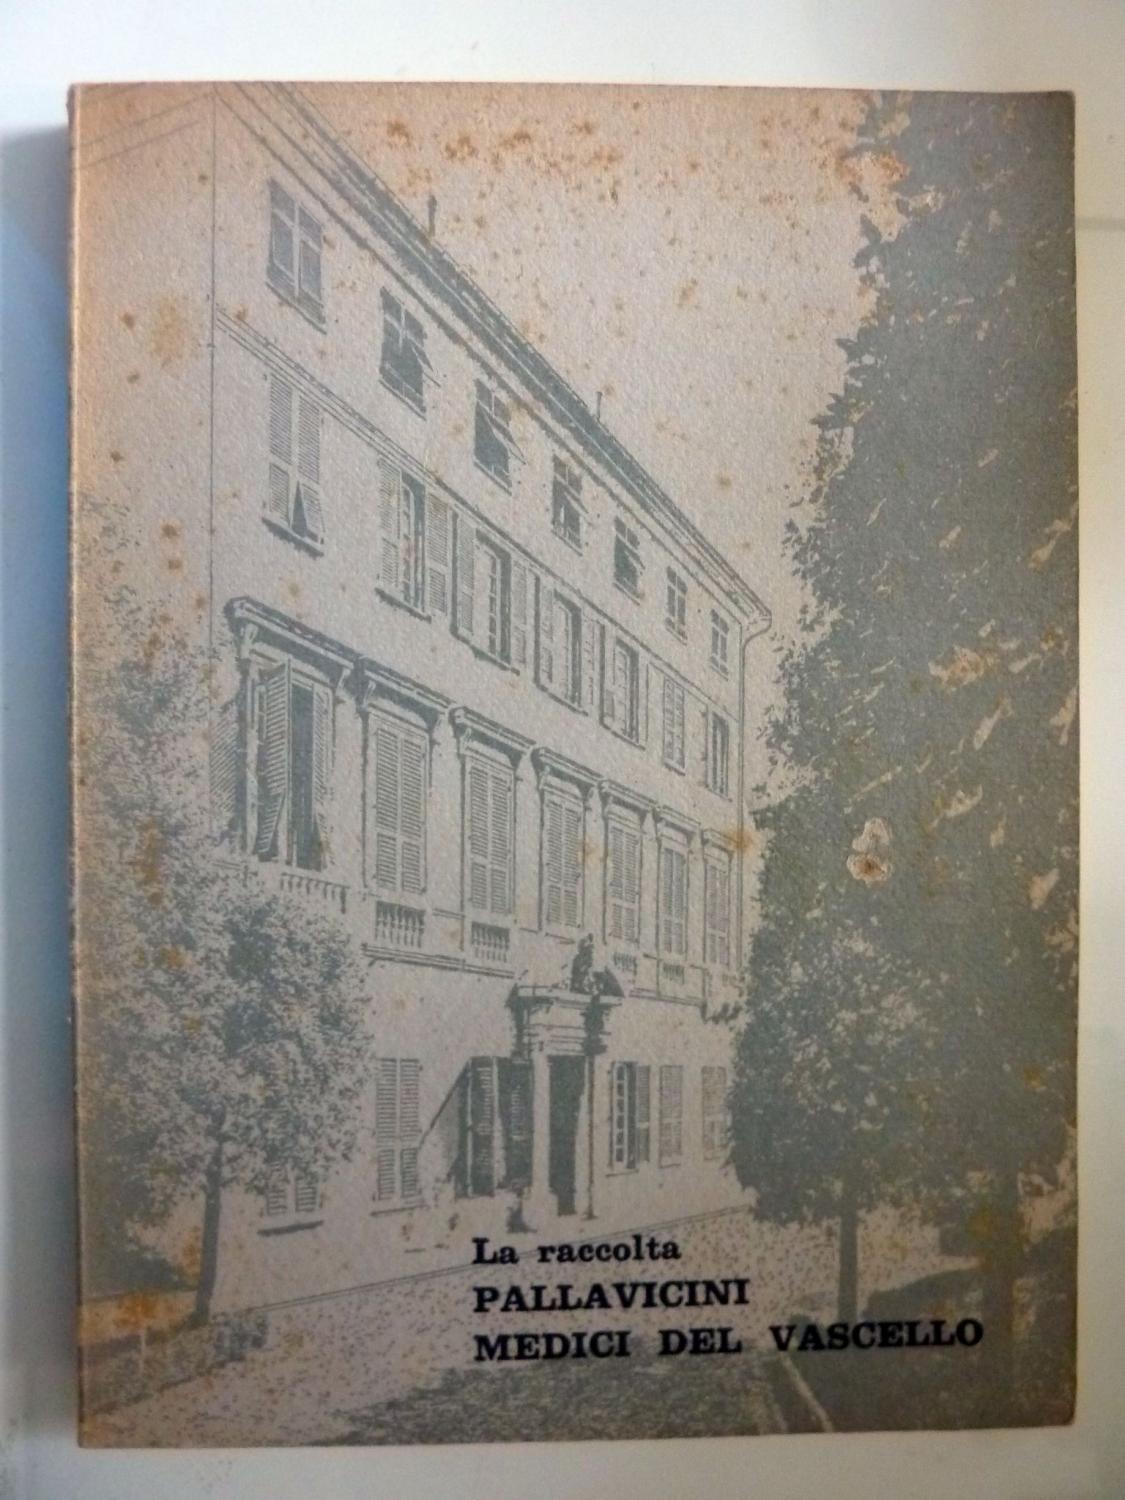 La raccolta
PALLAVICINI
MEDICI DEL VASCELLO